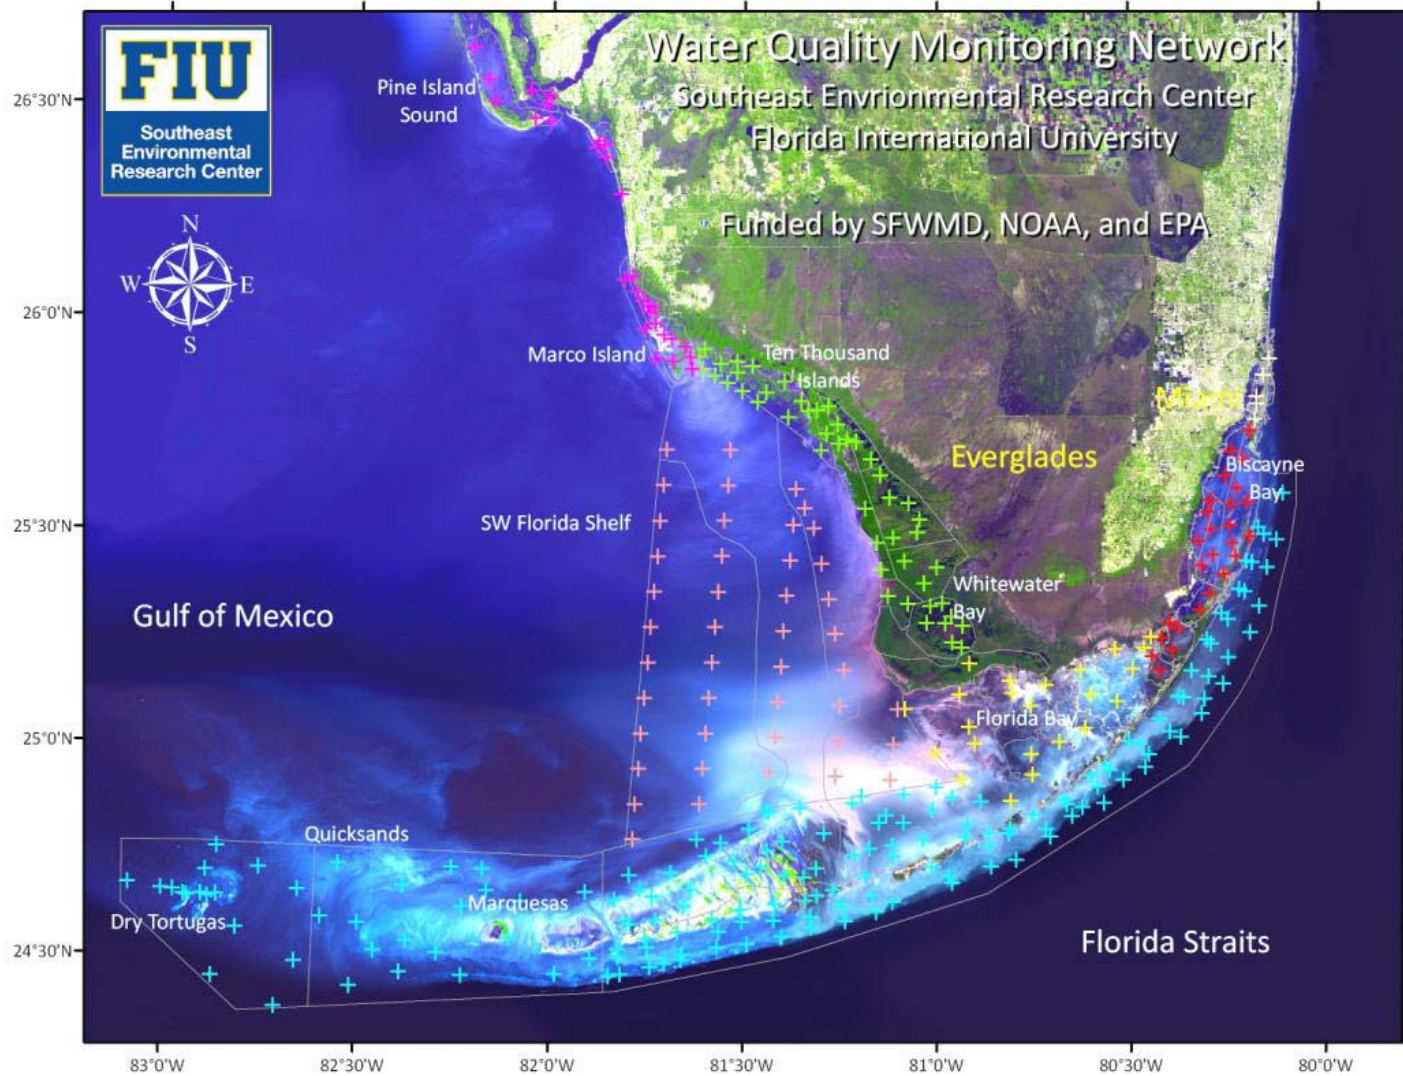 FIU
Southeast
Environmental
Research Center
Water Quality Monitoring Network
Southeast Envrionmental Research Center
Florida International University
Funded by SFWMD, NOAA, and EPA
N
W
E
S
Pine Island
Sound
Marco Island
Ten Thousand
Islands
Miami
Everglades
Biscayne
Bay
SW Florida Shelf
Whitewater
Bay
Gulf of Mexico
Florida Bay
Quicksands
Marquesas
Dry Tortugas
Florida Straits
26°30'N
26°0'N
25°30'N
25°0'N
24°30'N
83°0'W
82°30'W
82°0'W
81°30'W
81°0'W
80°30'W
80°0'W